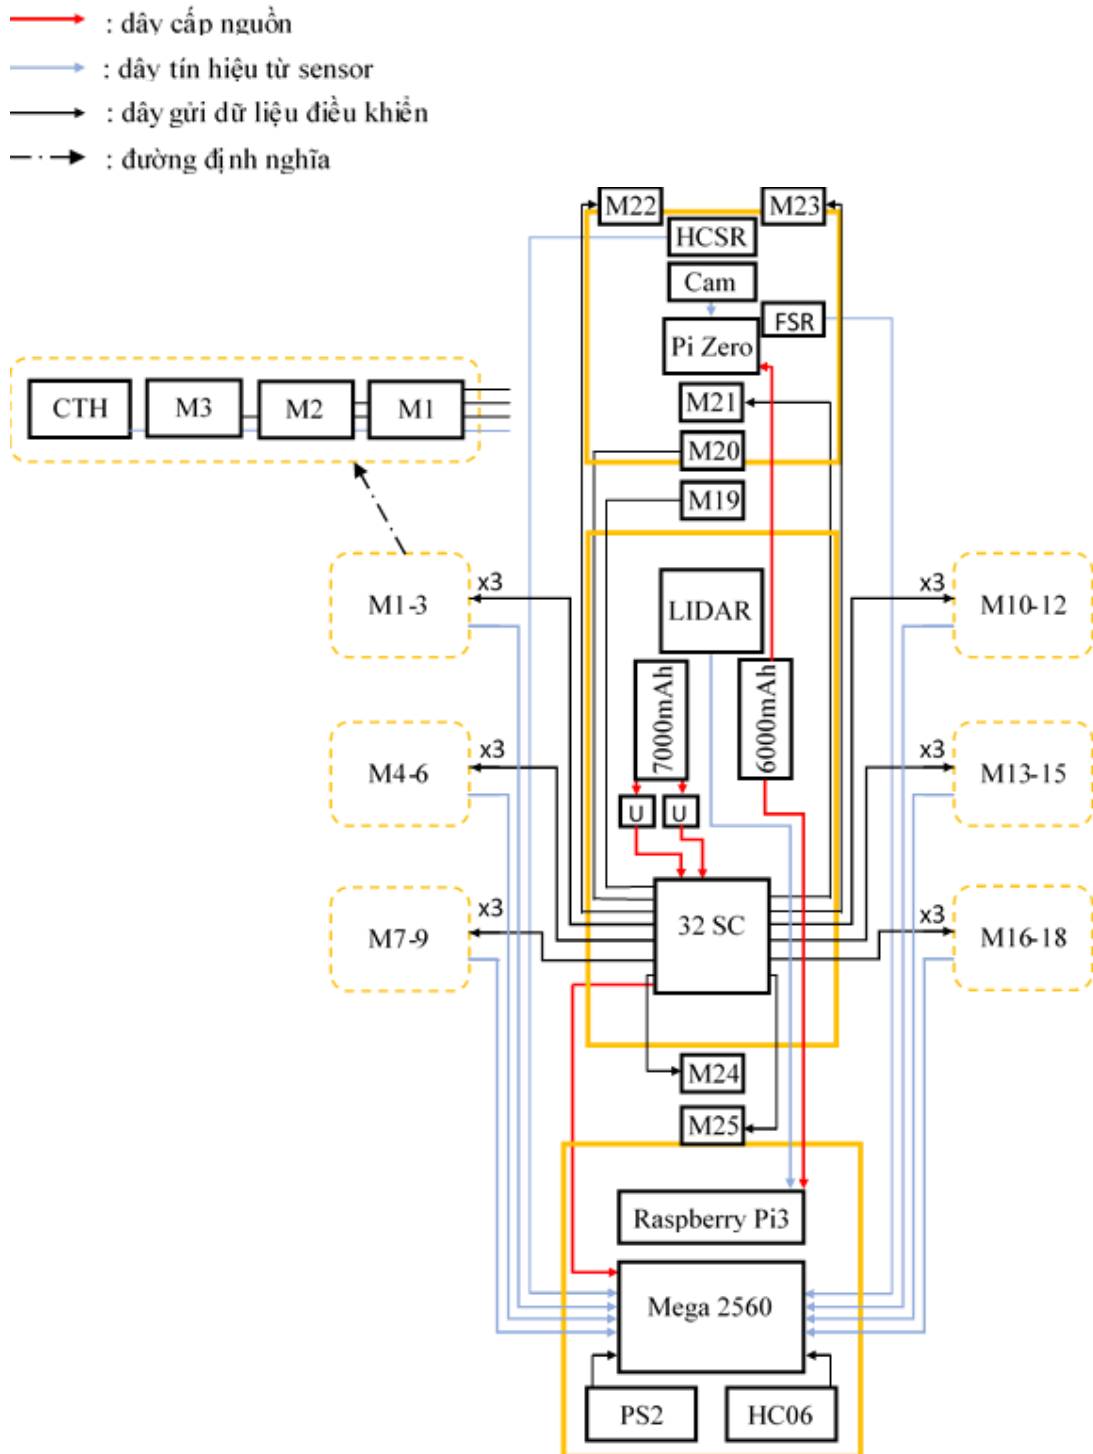 : dây cấp nguồn
: dây tín hiệu từ sensor
: dây gửi dữ liệu điều khiển
: đường định nghĩa
M22
M23
HCSR
Cam
FSR
Pi Zero
CTH
M3
M2
M1
M21
M20
M19
x3
M1-3
LIDAR
x3
M10-12
7000mAh
6000mAh
x3
M4-6
x3
M13-15
U
U
x3
M7-9
32 SC
x3
M16-18
M24
M25
Raspberry Pi3
Mega 2560
PS2
HC06